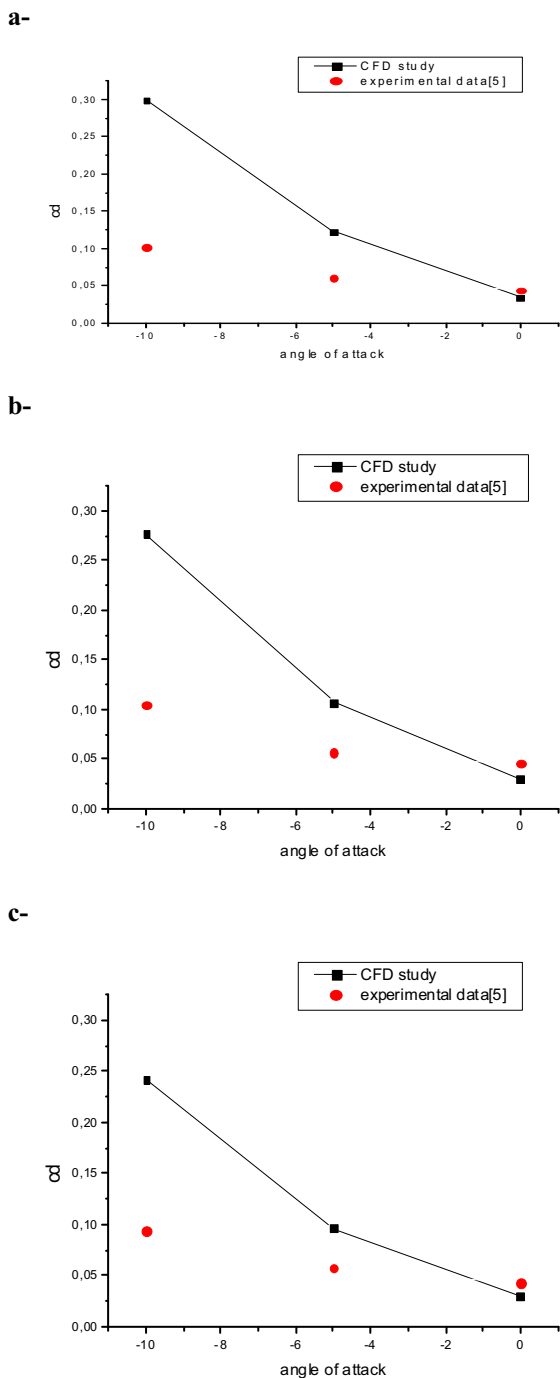 a-
CFD study
experimental data[5]
0,30
0,25
0,20
0,15
0,10
0,05
0,00
cd
-10 -8 -6 -4 -2 0
angle of attack
b-
CFD study
experimental data[5]
0,30
0,25
0,20
0,15
0,10
0,05
0,00
cd
-10 -8 -6 -4 -2 0
angle of attack
c-
CFD study
experimental data[5]
0,30
0,25
0,20
0,15
0,10
0,05
0,00
cd
-10 -8 -6 -4 -2 0
angle of attack